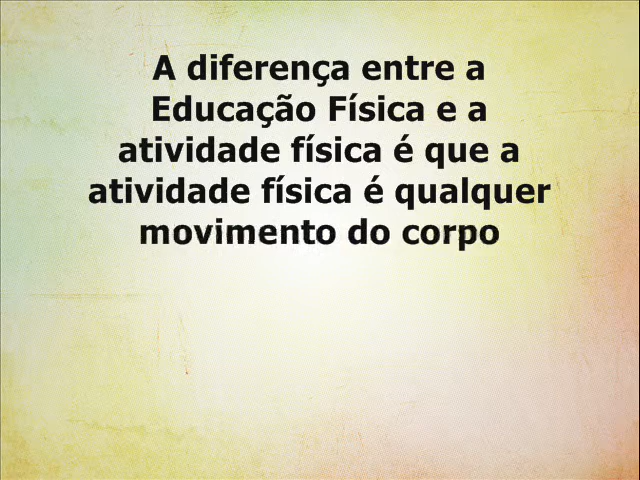 A diferença entre a
Educação Física e a
atividade física é que a
atividade física é qualquer
movimento do corpo